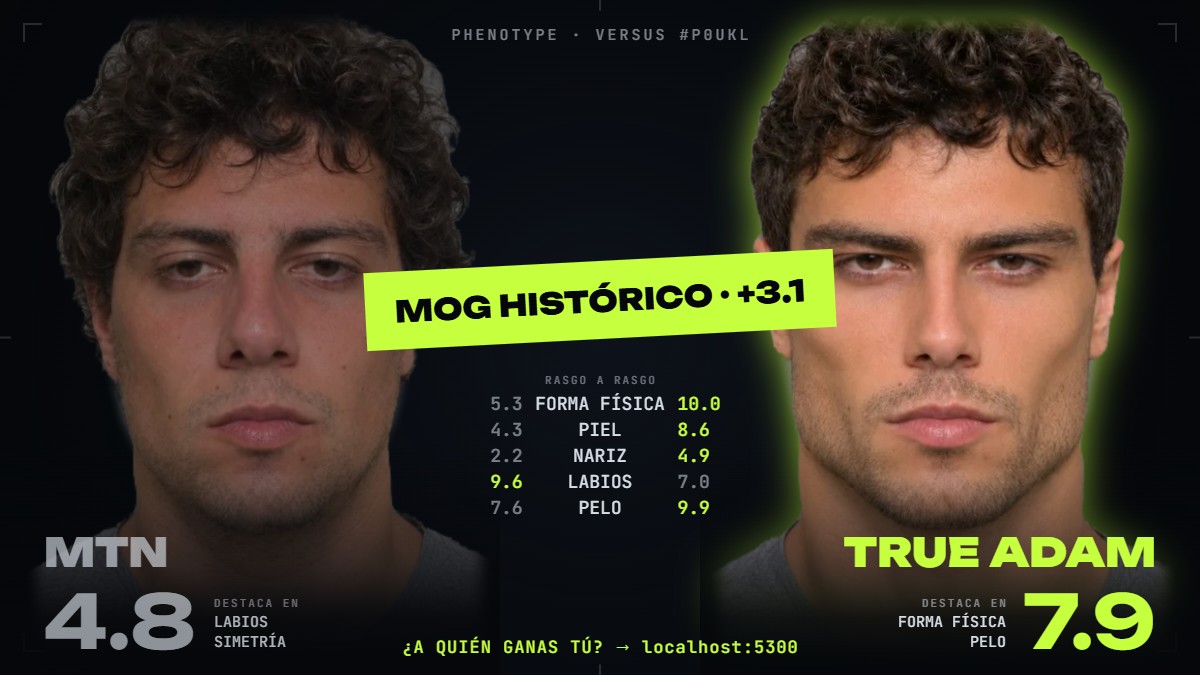 PHENOTYPE · VERSUS #P0UKL
MOG HISTÓRICO · +3.1
RASGO A RASGO
5.3 FORMA FÍSICA 10.0
4.3 PIEL 8.6
2.2 NARIZ 4.9
9.6 LABIOS 7.0
7.6 PELO 9.9
MTN
4.8
DESTACA EN
LABIOS
SIMETRÍA
TRUE ADAM
DESTACA EN
FORMA FÍSICA
PELO
7.9
¿A QUIÉN GANAS TÚ? → localhost:5300